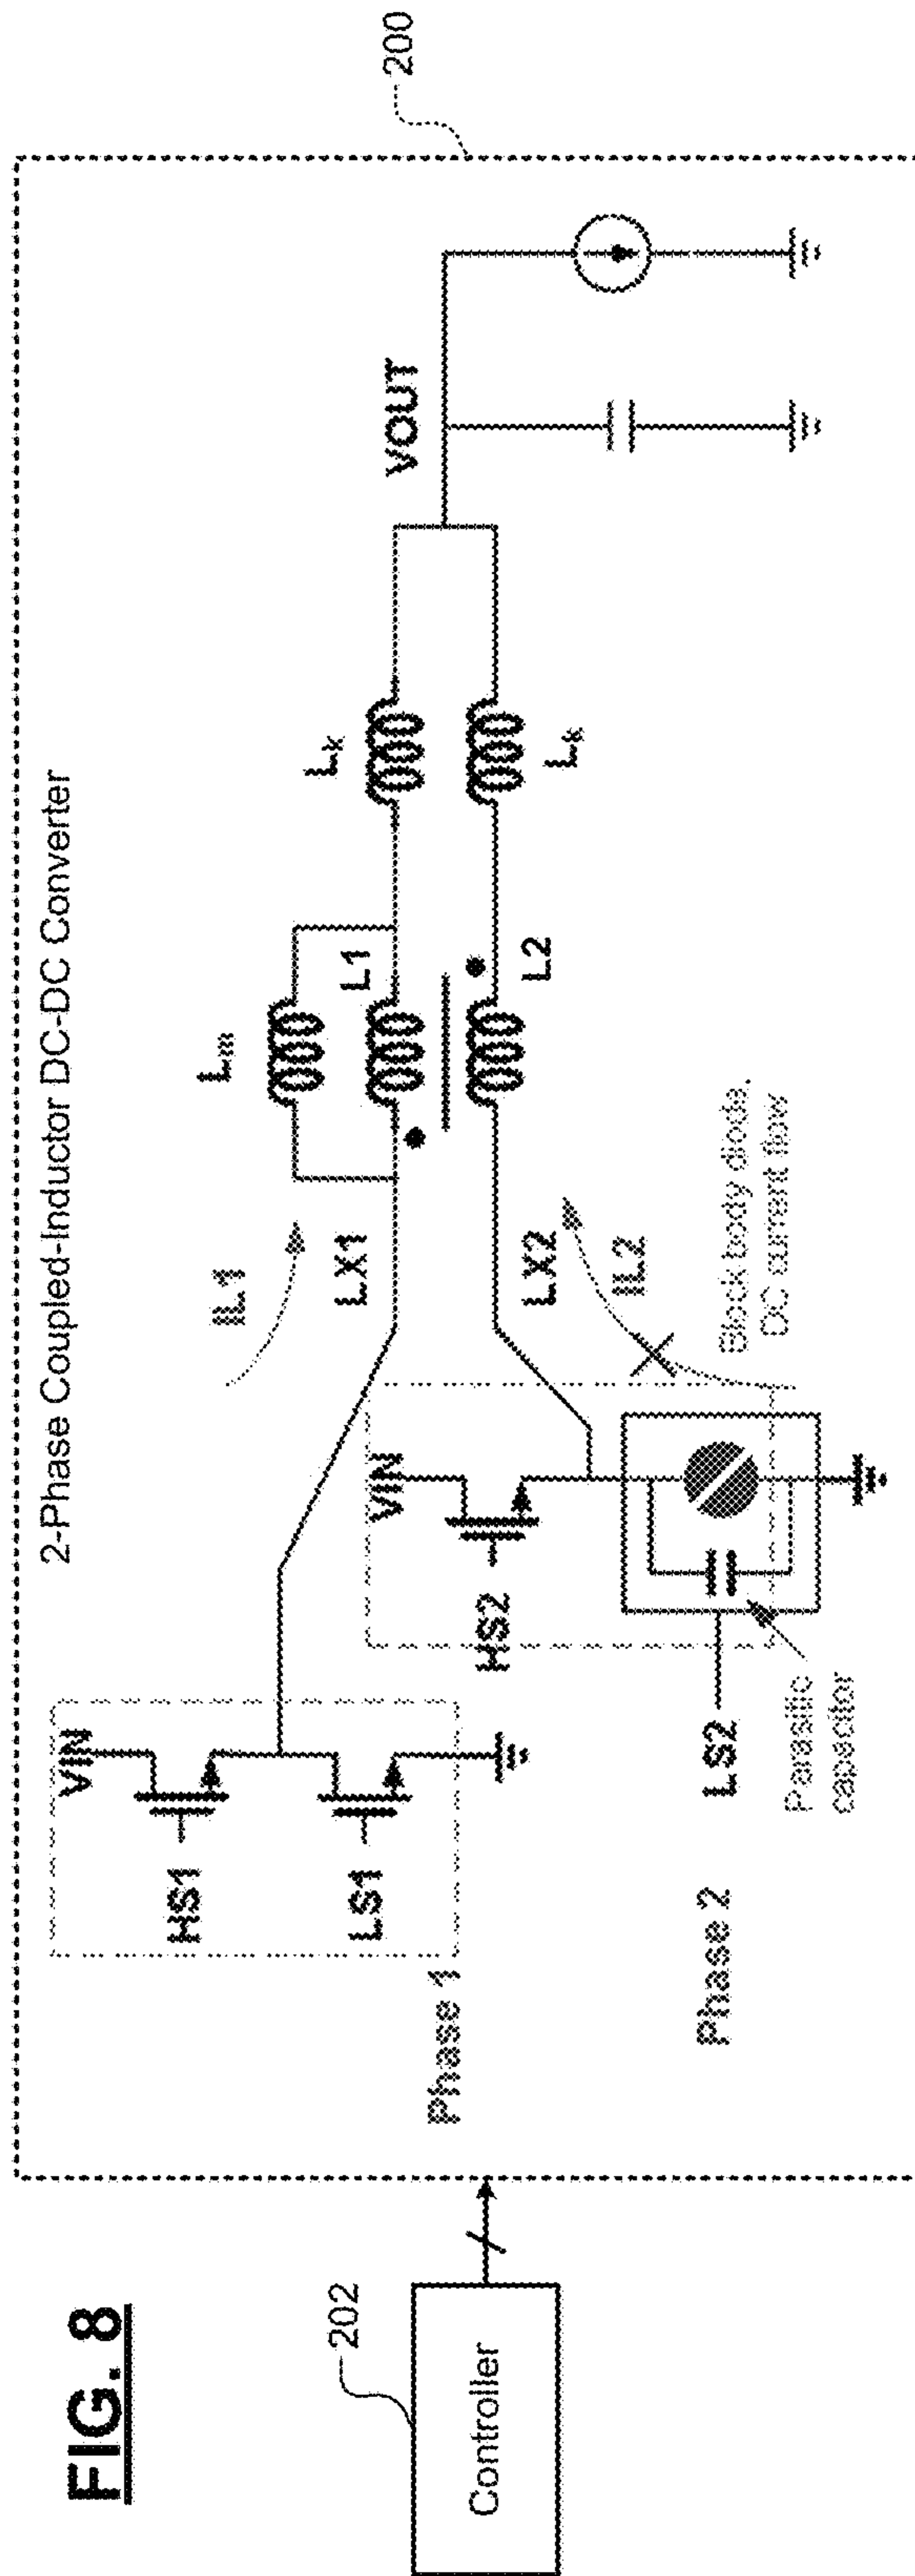 FIG. 8
2-Phase Coupled-Inductor DC-DC Converter
200
202
Controller
Phase 1
HS1
LS1
VIN
IL1
LX1
Lm
L1
Lk
VOUT
Phase 2
HS2
VIN
LS2
Parasitic
capacitor
LX2
IL2
Block body diode,
DC current flow
L2
Lk